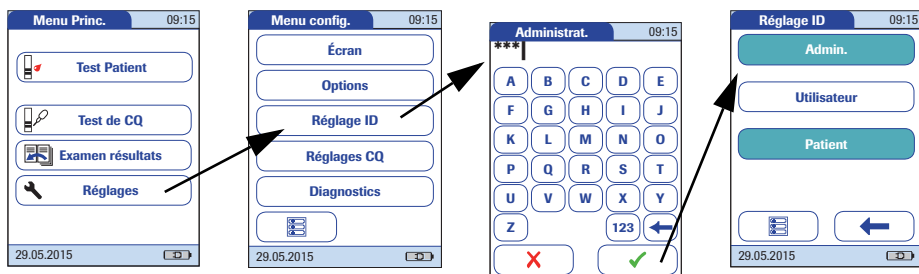 Menu Princ. 09:15
Test Patient
Test de CQ
Examen résultats
Réglages
29.05.2015
Menu config. 09:15
Écran
Options
Réglage ID
Réglages CQ
Diagnostics
29.05.2015
Administrat. 09:15
***
A B C D E
F G H I J
K L M N O
P Q R S T
U V W X Y
Z 123
Réglage ID 09:15
Admin.
Utilisateur
Patient
29.05.2015